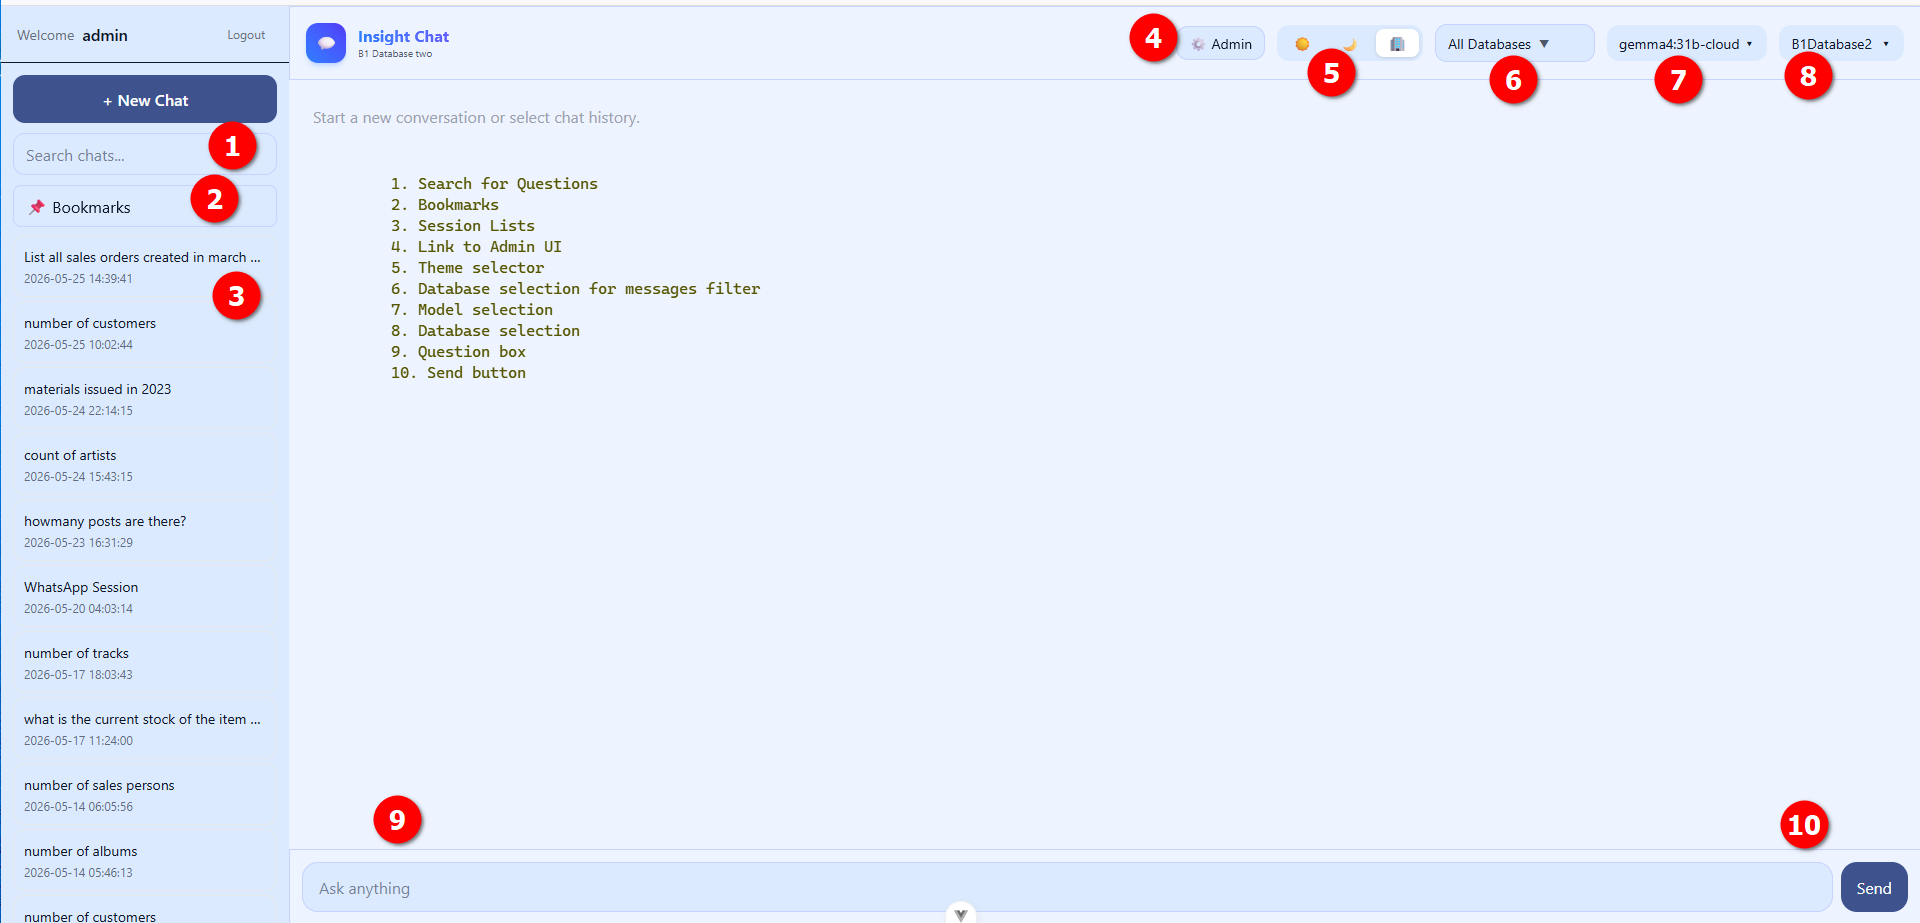 Welcome admin
Logout
+ New Chat
1
Search chats...
2
Bookmarks
List all sales orders created in march ...
2026-05-25 14:39:41
3
number of customers
2026-05-25 10:02:44
materials issued in 2023
2026-05-24 22:14:15
count of artists
2026-05-24 15:43:15
howmany posts are there?
2026-05-23 16:31:29
WhatsApp Session
2026-05-20 04:03:14
number of tracks
2026-05-17 18:03:43
what is the current stock of the item ...
2026-05-17 11:24:00
number of sales persons
2026-05-14 06:05:56
number of albums
2026-05-14 05:46:13
number of customers
Insight Chat
B1 Database two
4
Admin
5
All Databases
6
gemma4:31b-cloud
7
B1Database2
8
Start a new conversation or select chat history.
1. Search for Questions
2. Bookmarks
3. Session Lists
4. Link to Admin UI
5. Theme selector
6. Database selection for messages filter
7. Model selection
8. Database selection
9. Question box
10. Send button
9
10
Ask anything
Send